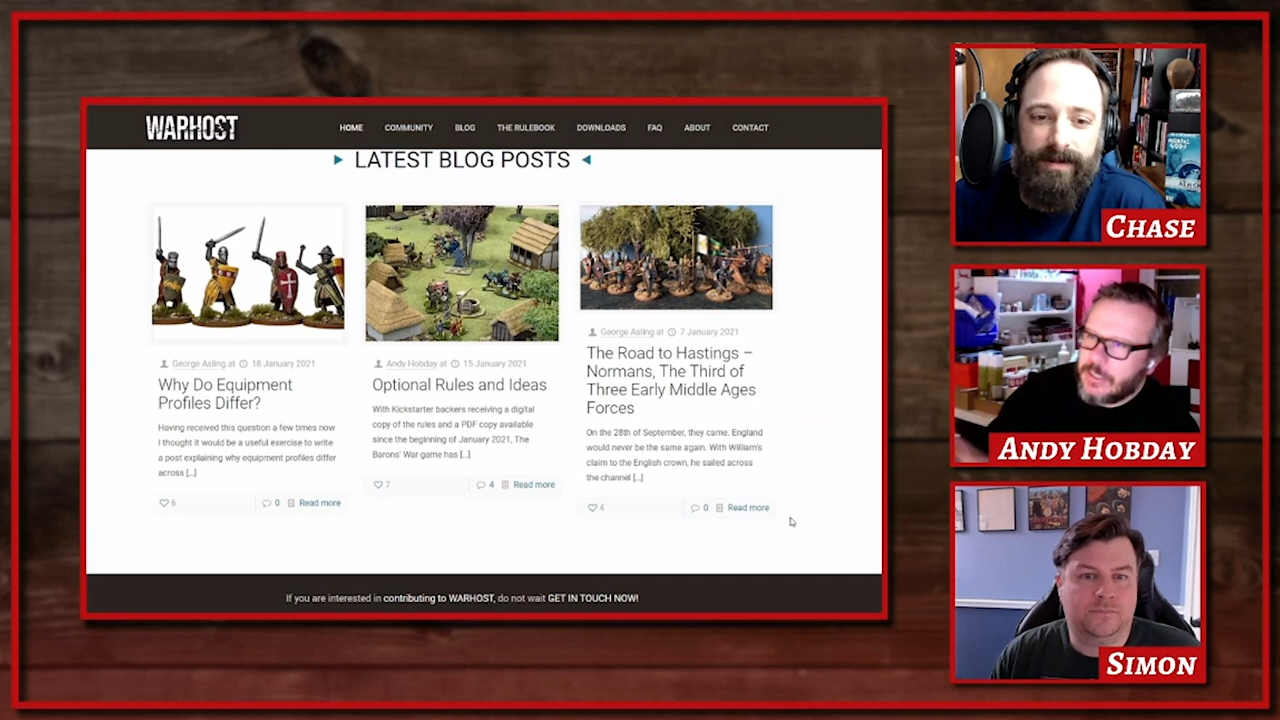 WARHOST
HOME COMMUNITY BLOG THE RULEBOOK DOWNLOADS FAQ ABOUT CONTACT
LATEST BLOG POSTS
George Asling at 18 January 2021
Why Do Equipment
Profiles Differ?
Having received this question a few times now
I thought it would be a useful exercise to write
a post explaining why equipment profiles differ
across [...]
6
0 Read more
Andy Hobday at 15 January 2021
Optional Rules and Ideas
With Kickstarter backers receiving a digital
copy of the rules and a PDF copy available
since the beginning of January 2021, The
Barons' War game has [...]
7
4 Read more
George Asling at 7 January 2021
The Road to Hastings –
Normans, The Third of
Three Early Middle Ages
Forces
On the 28th of September, they came. England
would never be the same again. With William's
claim to the English crown, he sailed across
the channel [...]
4
0 Read more
If you are interested in contributing to WARHOST, do not wait GET IN TOUCH NOW!
CHASE
ANDY HOBDAY
SIMON